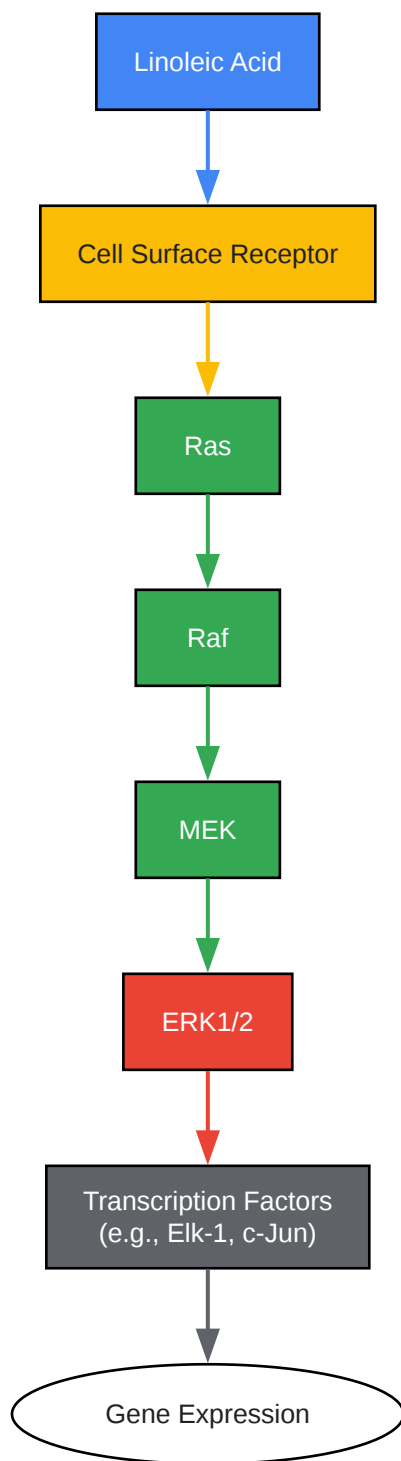 Linoleic Acid
Cell Surface Receptor
Ras
Raf
MEK
ERK1/2
Transcription Factors
(e.g., Elk-1, c-Jun)
Gene Expression